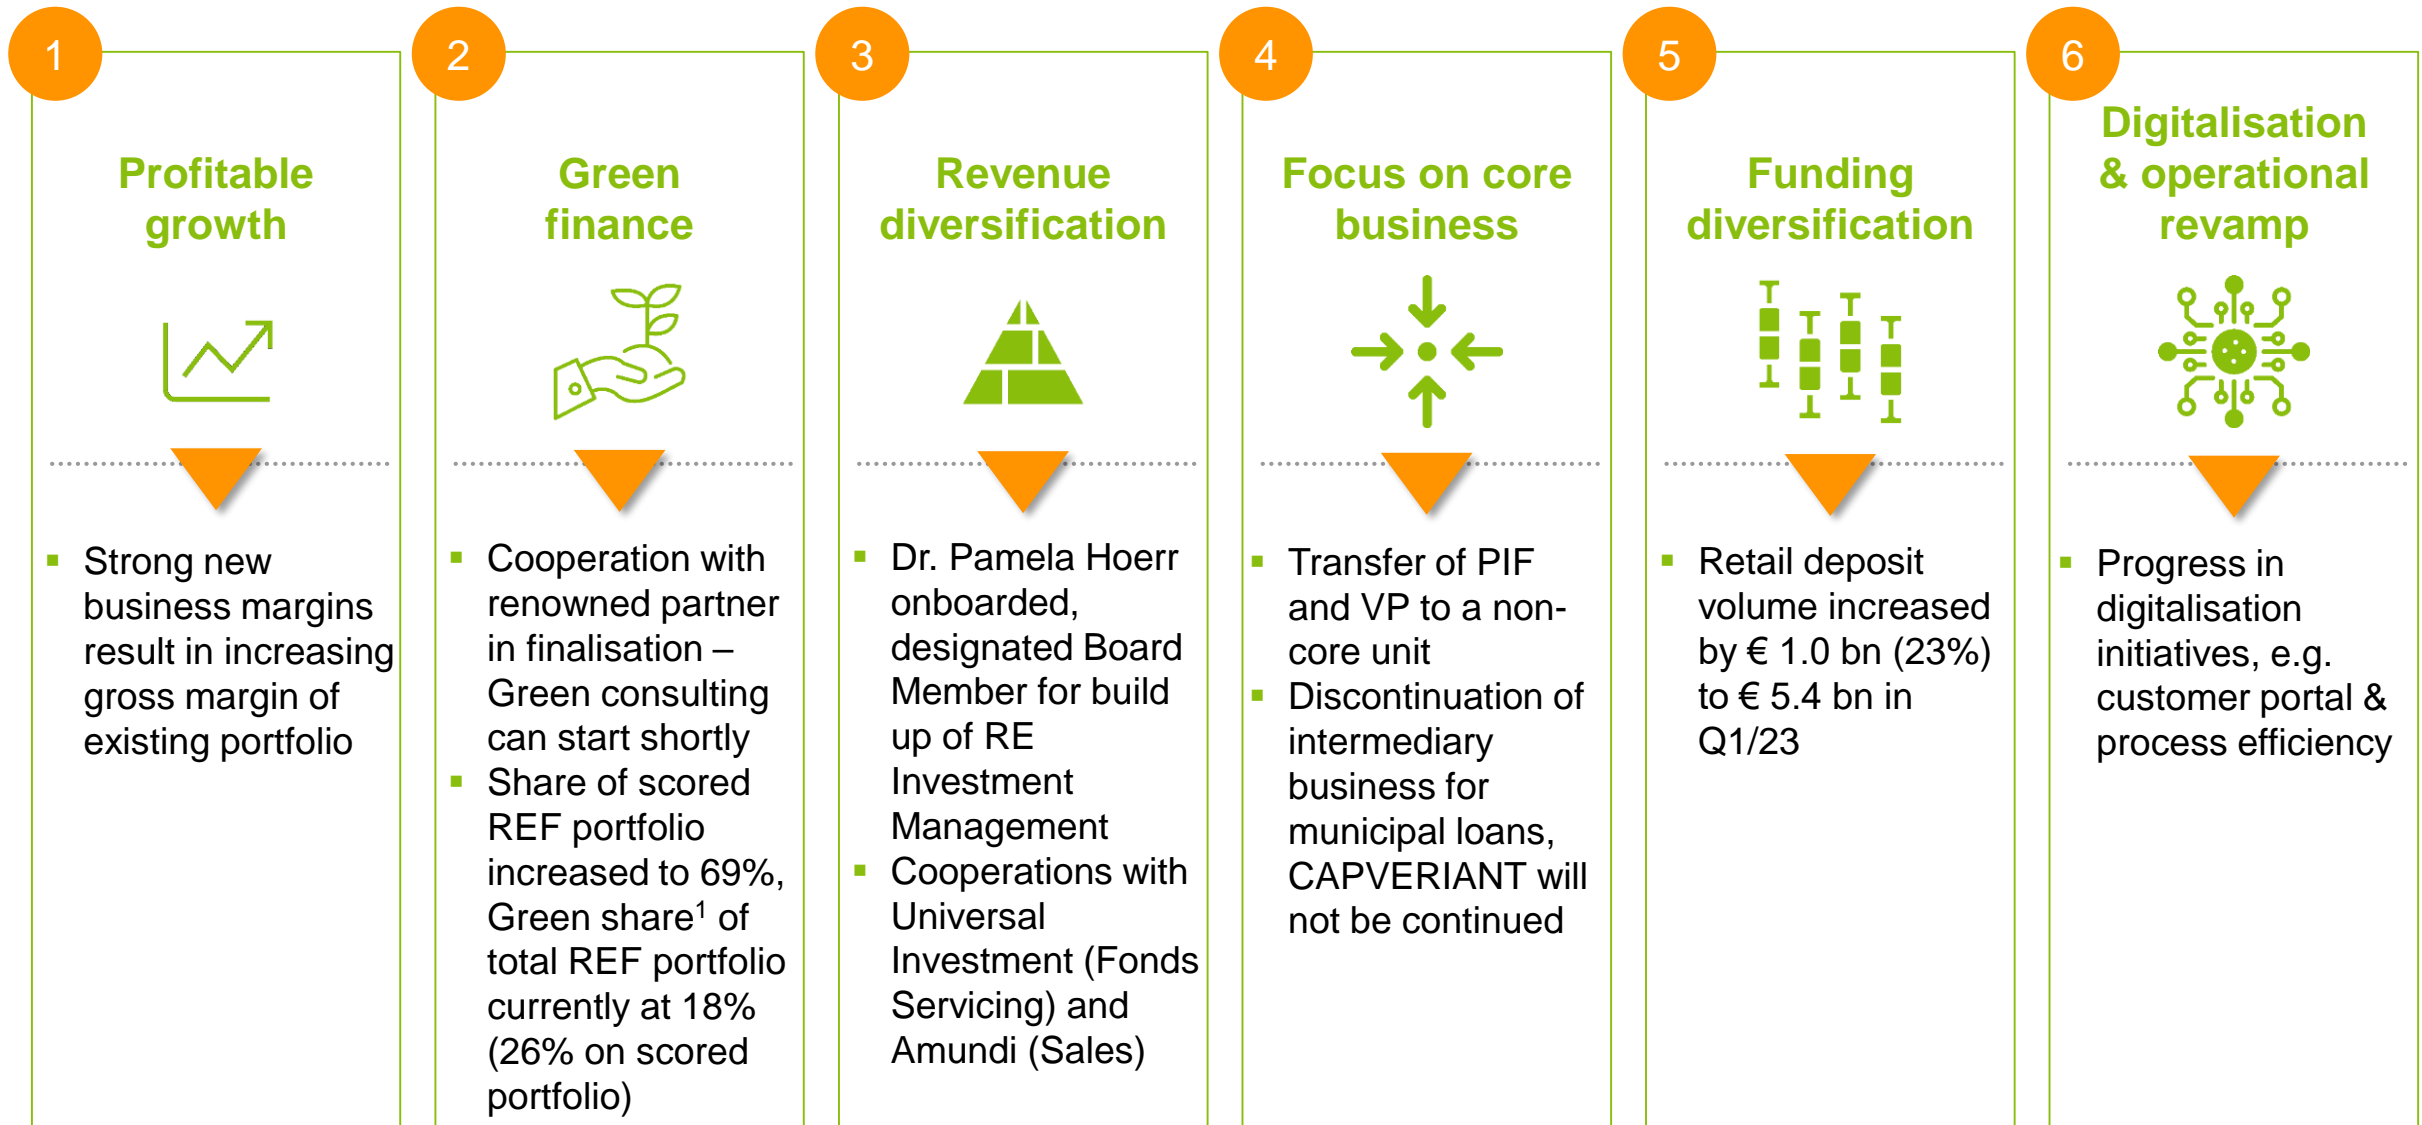 1
Profitable
growth
▪ Strong new
business margins
result in increasing
gross margin of
existing portfolio
2
Green
finance
▪ Cooperation with
renowned partner
in finalisation –
Green consulting
can start shortly
▪ Share of scored
REF portfolio
increased to 69%,
Green share¹ of
total REF portfolio
currently at 18%
(26% on scored
portfolio)
3
Revenue
diversification
▪ Dr. Pamela Hoerr
onboarded,
designated Board
Member for build
up of RE
Investment
Management
▪ Cooperations with
Universal
Investment (Fonds
Servicing) and
Amundi (Sales)
4
Focus on core
business
▪ Transfer of PIF
and VP to a non-
core unit
▪ Discontinuation of
intermediary
business for
municipal loans,
CAPVERIANT will
not be continued
5
Funding
diversification
▪ Retail deposit
volume increased
by € 1.0 bn (23%)
to € 5.4 bn in
Q1/23
6
Digitalisation
& operational
revamp
▪ Progress in
digitalisation
initiatives, e.g.
customer portal &
process efficiency